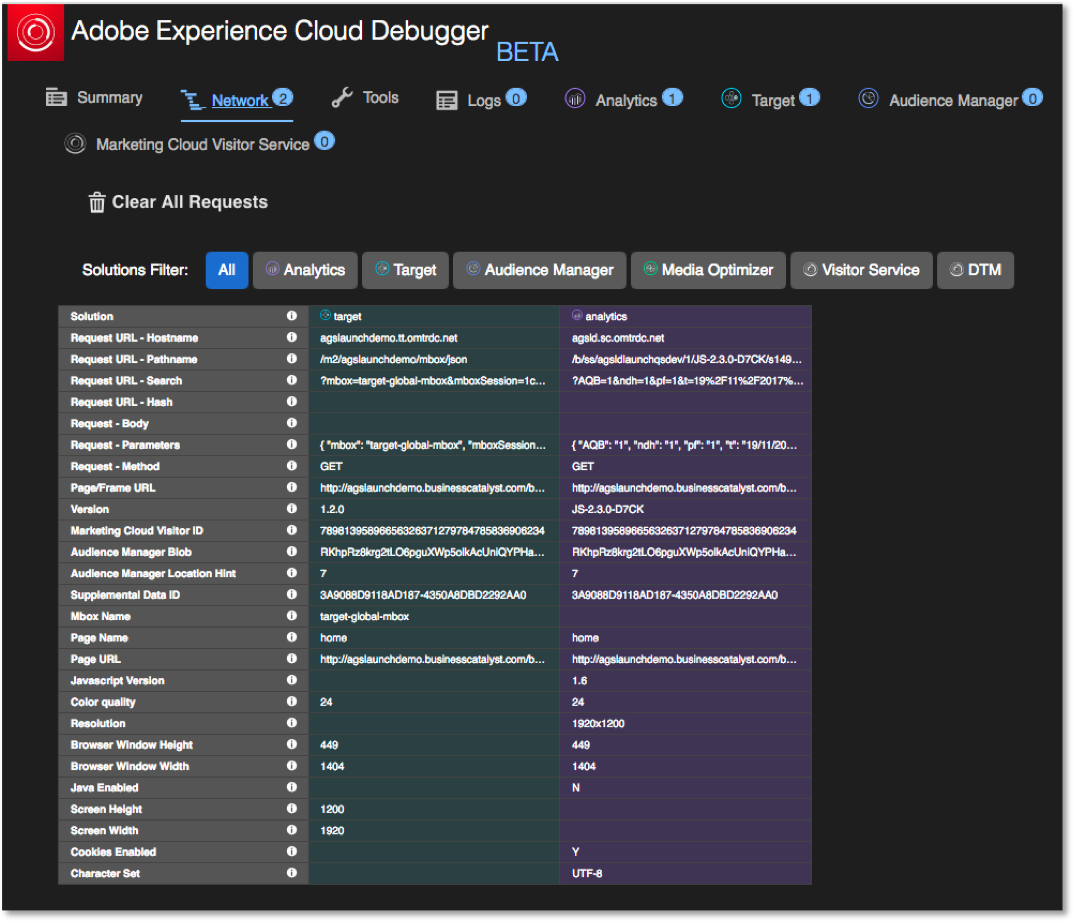 Adobe Experience Cloud Debugger
BETA
Summary Network 2 Tools Logs 0 Analytics 1 Target 1 Audience Manager 0
Marketing Cloud Visitor Service 0
Clear All Requests
Solutions Filter: All Analytics Target Audience Manager Media Optimizer Visitor Service DTM
Solution target analytics
Request URL - Hostname agslaunchdemo.tt.omtrdc.net agsld.sc.omtrdc.net
Request URL - Pathname /m2/agslaunchdemo/mbox/json /b/ss/agsldlaunchqsdev/1/JS-2.3.0-D7CK/s149...
Request URL - Search ?mbox=target-global-mbox&mboxSession=1c... ?AQB=1&ndh=1&pf=1&t=19%2F11%2F2017%...
Request URL - Hash
Request - Body
Request - Parameters { "mbox": "target-global-mbox", "mboxSession... { "AQB": "1", "ndh": "1", "pf": "1", "t": "19/11/20...
Request - Method GET GET
Page/Frame URL http://agslaunchdemo.businesscatalyst.com/b... http://agslaunchdemo.businesscatalyst.com/b...
Version 1.2.0 JS-2.3.0-D7CK
Marketing Cloud Visitor ID 78981395896656326371279784785836906234 78981395896656326371279784785836906234
Audience Manager Blob RKhpRz8krg2tLO6pguXWp5olkAcUniQYPHa... RKhpRz8krg2tLO6pguXWp5olkAcUniQYPHa...
Audience Manager Location Hint 7 7
Supplemental Data ID 3A9088D9118AD187-4350A8DBD2292AA0 3A9088D9118AD187-4350A8DBD2292AA0
Mbox Name target-global-mbox
Page Name home home
Page URL http://agslaunchdemo.businesscatalyst.com/b... http://agslaunchdemo.businesscatalyst.com/b...
Javascript Version 1.6
Color quality 24 24
Resolution 1920x1200
Browser Window Height 449 449
Browser Window Width 1404 1404
Java Enabled N
Screen Height 1200
Screen Width 1920
Cookies Enabled Y
Character Set UTF-8